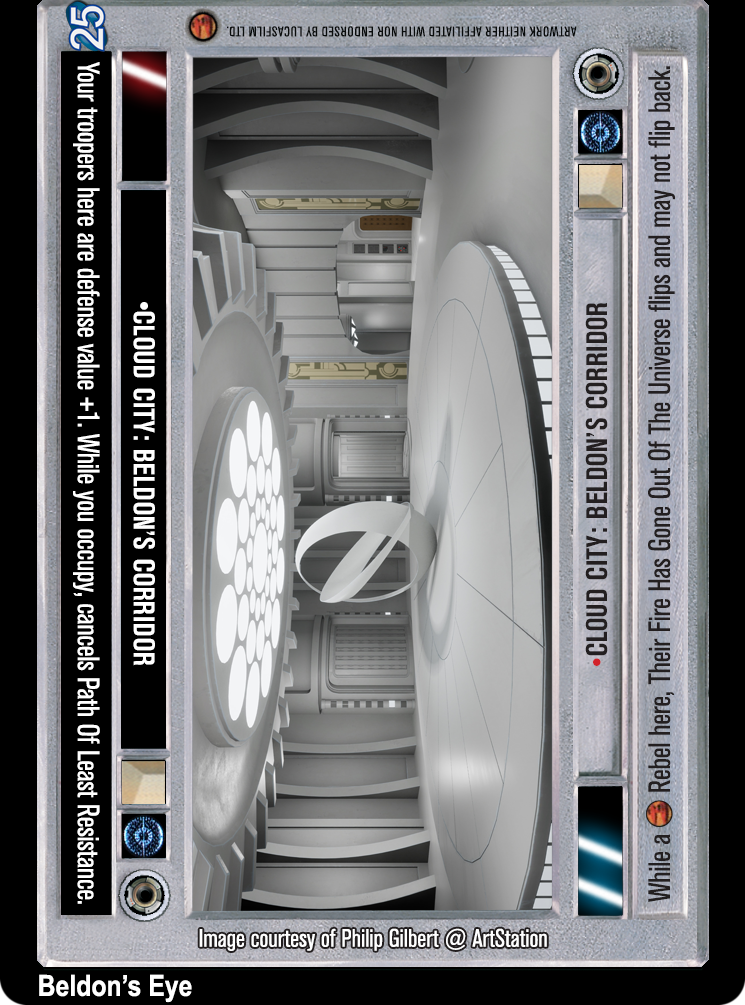 25
ARTWORK NEITHER AFFILIATED WITH NOR ENDORSED BY LUCASFILM LTD.
Your troopers here are defense value +1. While you occupy, cancels Path Of Least Resistance.
•CLOUD CITY: BELDON'S CORRIDOR
•CLOUD CITY: BELDON'S CORRIDOR
While a Rebel here, Their Fire Has Gone Out Of The Universe flips and may not flip back.
Image courtesy of Philip Gilbert @ ArtStation
Beldon's Eye